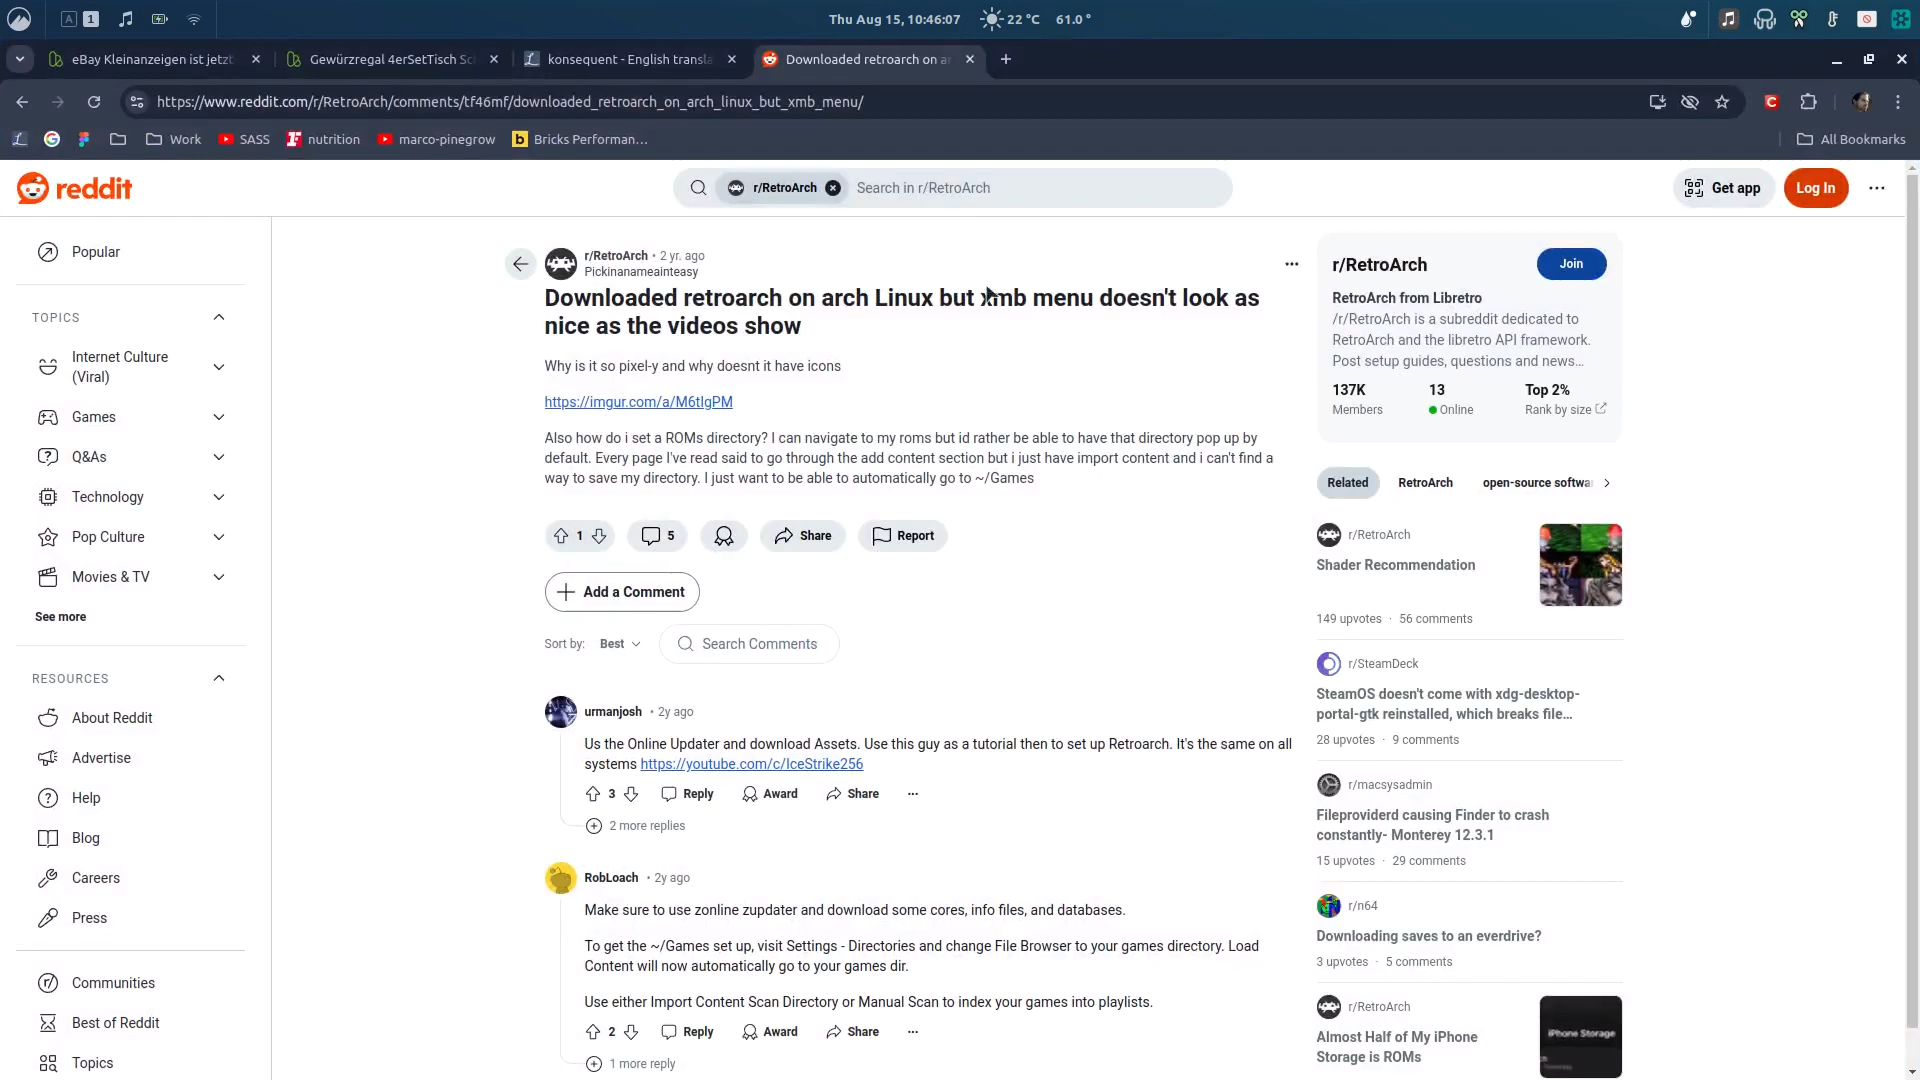 A 1
Thu Aug 15, 10:46:07
22 °C
61.0 °
eBay Kleinanzeigen ist jetzt
Gewürzregal 4erSetTisch Sc
konsequent - English transla
Downloaded retroarch on a
https://www.reddit.com/r/RetroArch/comments/tf46mf/downloaded_retroarch_on_arch_linux_but_xmb_menu/
Work
SASS
nutrition
marco-pinegrow
Bricks Performan...
All Bookmarks
reddit
r/RetroArch
Search in r/RetroArch
Get app
Log In
Popular
TOPICS
Internet Culture
(Viral)
Games
Q&As
Technology
Pop Culture
Movies & TV
See more
RESOURCES
About Reddit
Advertise
Help
Blog
Careers
Press
Communities
Best of Reddit
Topics
r/RetroArch • 2 yr. ago
Pickinanameainteasy
Downloaded retroarch on arch Linux but xmb menu doesn't look as
nice as the videos show
Why is it so pixel-y and why doesnt it have icons
https://imgur.com/a/M6tIgPM
Also how do i set a ROMs directory? I can navigate to my roms but id rather be able to have that directory pop up by
default. Every page I've read said to go through the add content section but i just have import content and i can't find a
way to save my directory. I just want to be able to automatically go to ~/Games
1
5
Share
Report
Add a Comment
Sort by: Best
Search Comments
urmanjosh • 2y ago
Us the Online Updater and download Assets. Use this guy as a tutorial then to set up Retroarch. It's the same on all
systems https://youtube.com/c/IceStrike256
3 Reply Award Share
2 more replies
RobLoach • 2y ago
Make sure to use zonline zupdater and download some cores, info files, and databases.
To get the ~/Games set up, visit Settings - Directories and change File Browser to your games directory. Load
Content will now automatically go to your games dir.
Use either Import Content Scan Directory or Manual Scan to index your games into playlists.
2 Reply Award Share
1 more reply
r/RetroArch
Join
RetroArch from Libretro
/r/RetroArch is a subreddit dedicated to
RetroArch and the libretro API framework.
Post setup guides, questions and news...
137K 13 Top 2%
Members Online Rank by size
Related RetroArch open-source softwa
r/RetroArch
Shader Recommendation
149 upvotes · 56 comments
r/SteamDeck
SteamOS doesn't come with xdg-desktop-
portal-gtk reinstalled, which breaks file...
28 upvotes · 9 comments
r/macsysadmin
Fileproviderd causing Finder to crash
constantly- Monterey 12.3.1
15 upvotes · 29 comments
r/n64
Downloading saves to an everdrive?
3 upvotes · 5 comments
r/RetroArch
Almost Half of My iPhone
Storage is ROMs
iPhone Storage